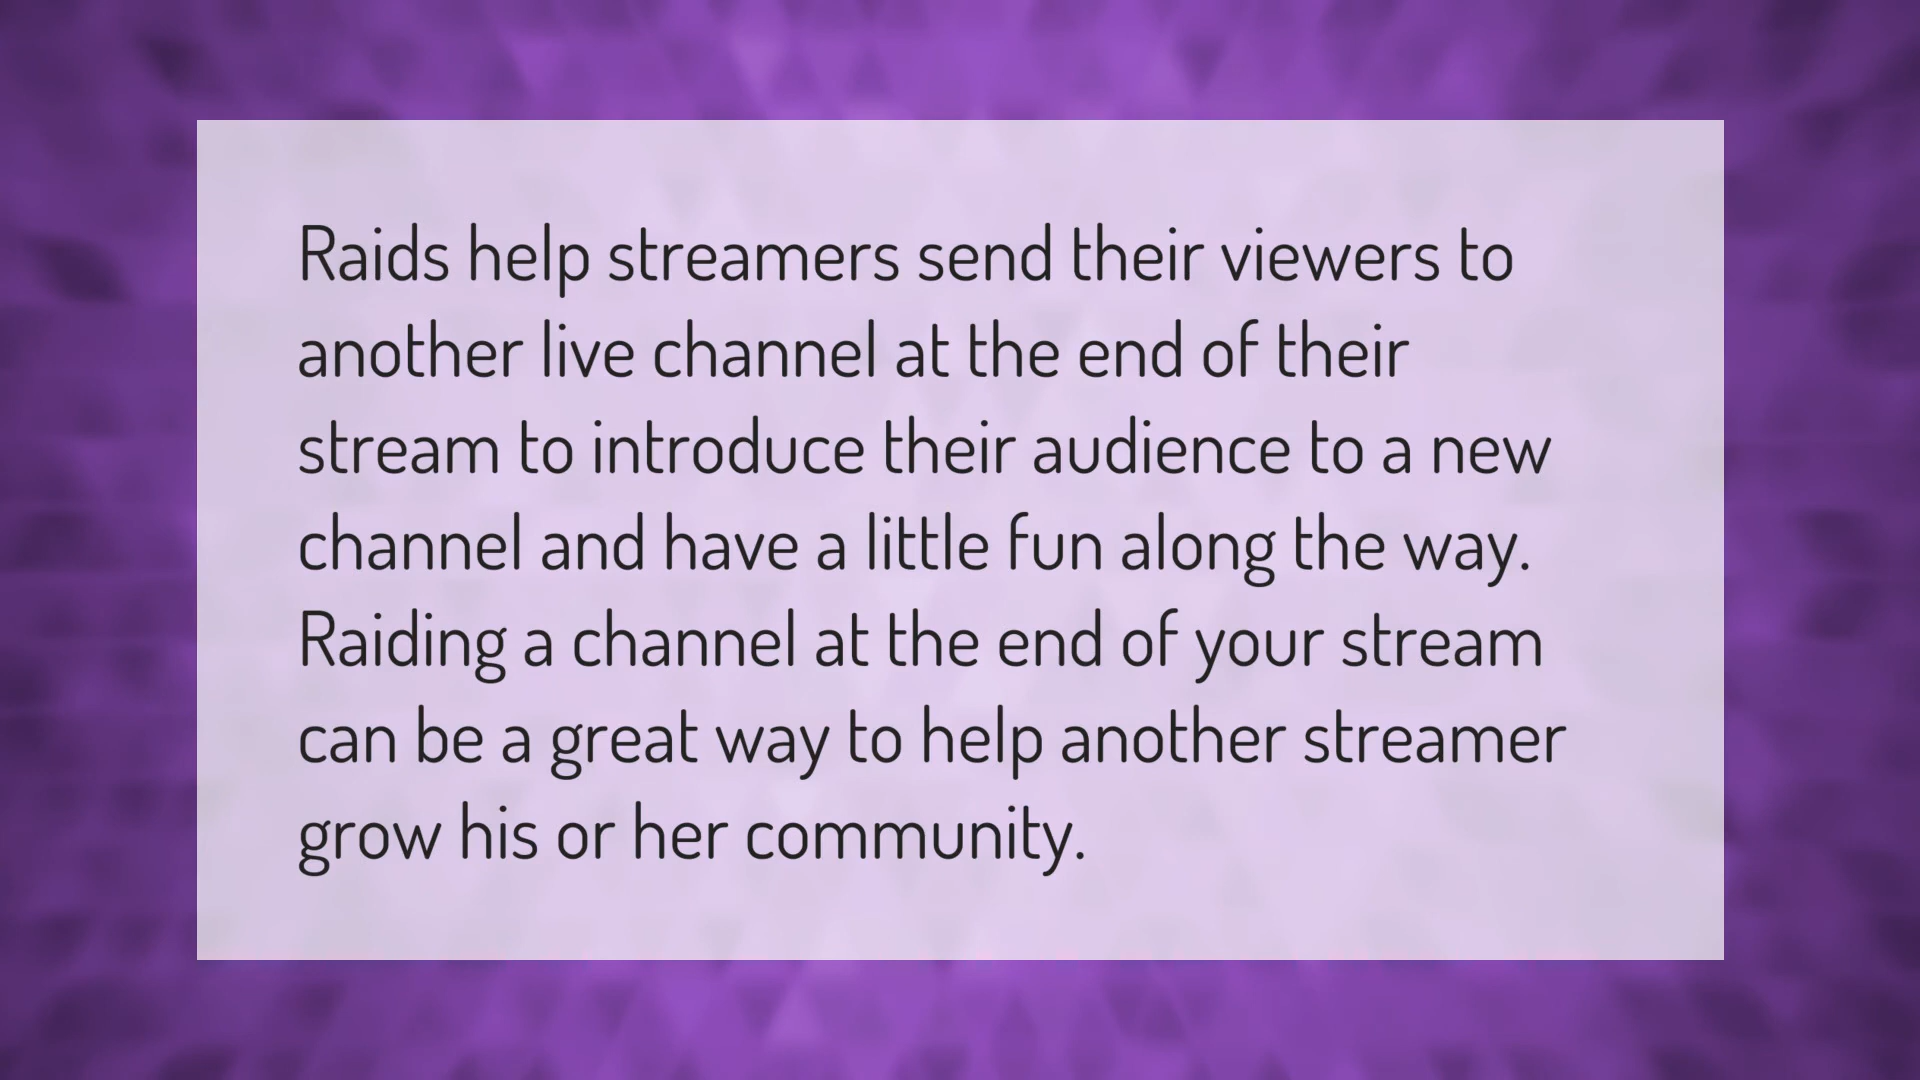 Raids help streamers send their viewers to
another live channel at the end of their
stream to introduce their audience to a new
channel and have a little fun along the way.
Raiding a channel at the end of your stream
can be a great way to help another streamer
grow his or her community.